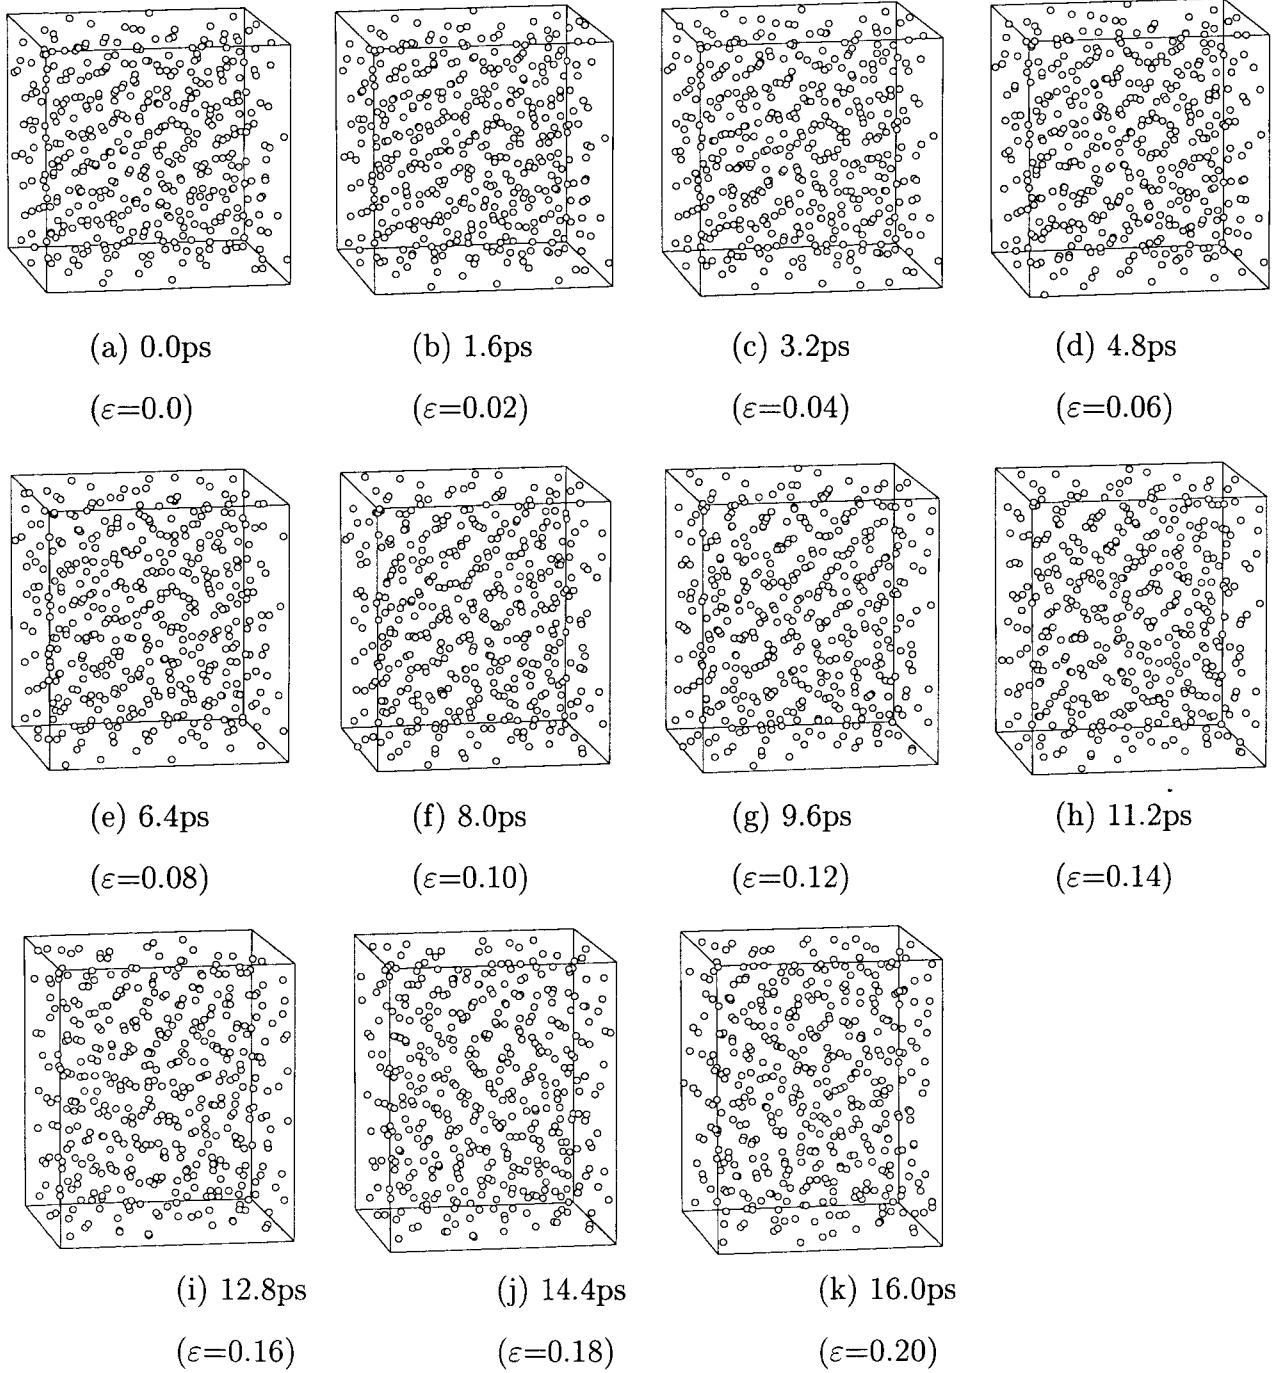 (a) 0.0ps (b) 1.6ps (c) 3.2ps (d) 4.8ps
(ε=0.0) (ε=0.02) (ε=0.04) (ε=0.06)
(e) 6.4ps (f) 8.0ps (g) 9.6ps (h) 11.2ps
(ε=0.08) (ε=0.10) (ε=0.12) (ε=0.14)
(i) 12.8ps (j) 14.4ps (k) 16.0ps
(ε=0.16) (ε=0.18) (ε=0.20)